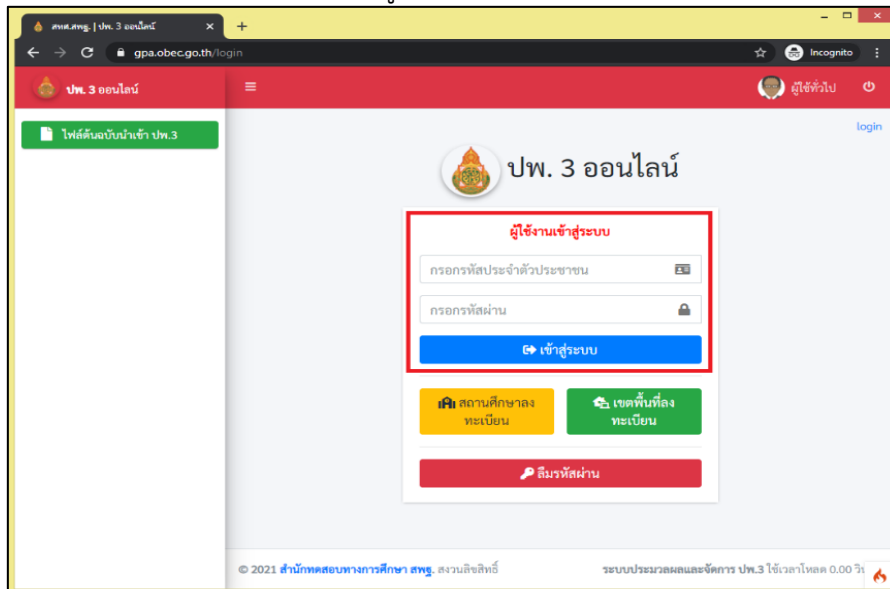 สทศ.สพฐ. | ปพ. 3 ออนไลน์
gpa.obec.go.th/login
Incognito
ปพ. 3 ออนไลน์
ผู้ใช้ทั่วไป
ไฟล์ต้นฉบับนำเข้า ปพ.3
login
ปพ. 3 ออนไลน์
ผู้ใช้งานเข้าสู่ระบบ
กรอกรหัสประจำตัวประชาชน
กรอกรหัสผ่าน
เข้าสู่ระบบ
สถานศึกษาลง
ทะเบียน
เขตพื้นที่ลง
ทะเบียน
ลืมรหัสผ่าน
© 2021 สำนักทดสอบทางการศึกษา สพฐ. สงวนลิขสิทธิ์
ระบบประมวลผลและจัดการ ปพ.3 ใช้เวลาโหลด 0.00